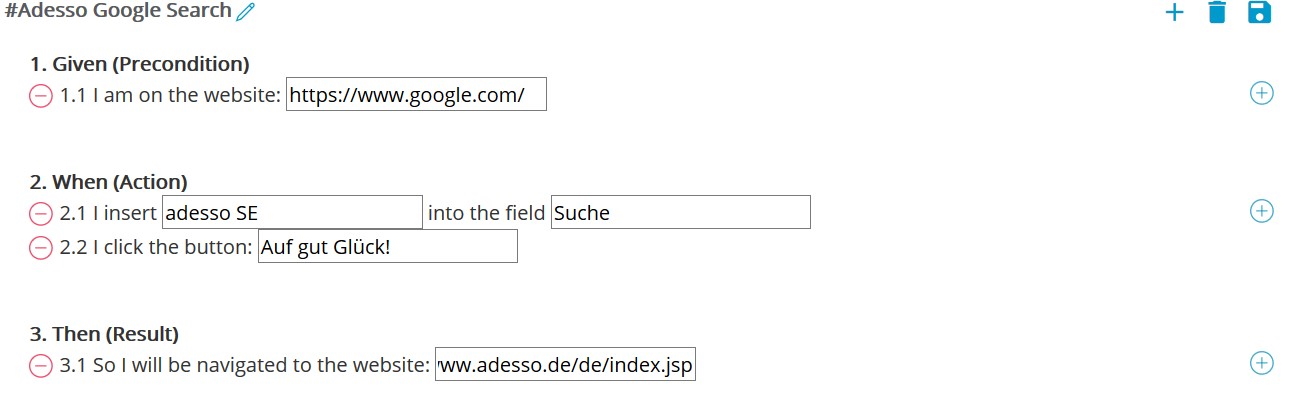 #Adesso Google Search
1. Given (Precondition)
1.1 I am on the website: https://www.google.com/
2. When (Action)
2.1 I insert adesso SE into the field Suche
2.2 I click the button: Auf gut Glück!
3. Then (Result)
3.1 So I will be navigated to the website: ww.adesso.de/de/index.jsp